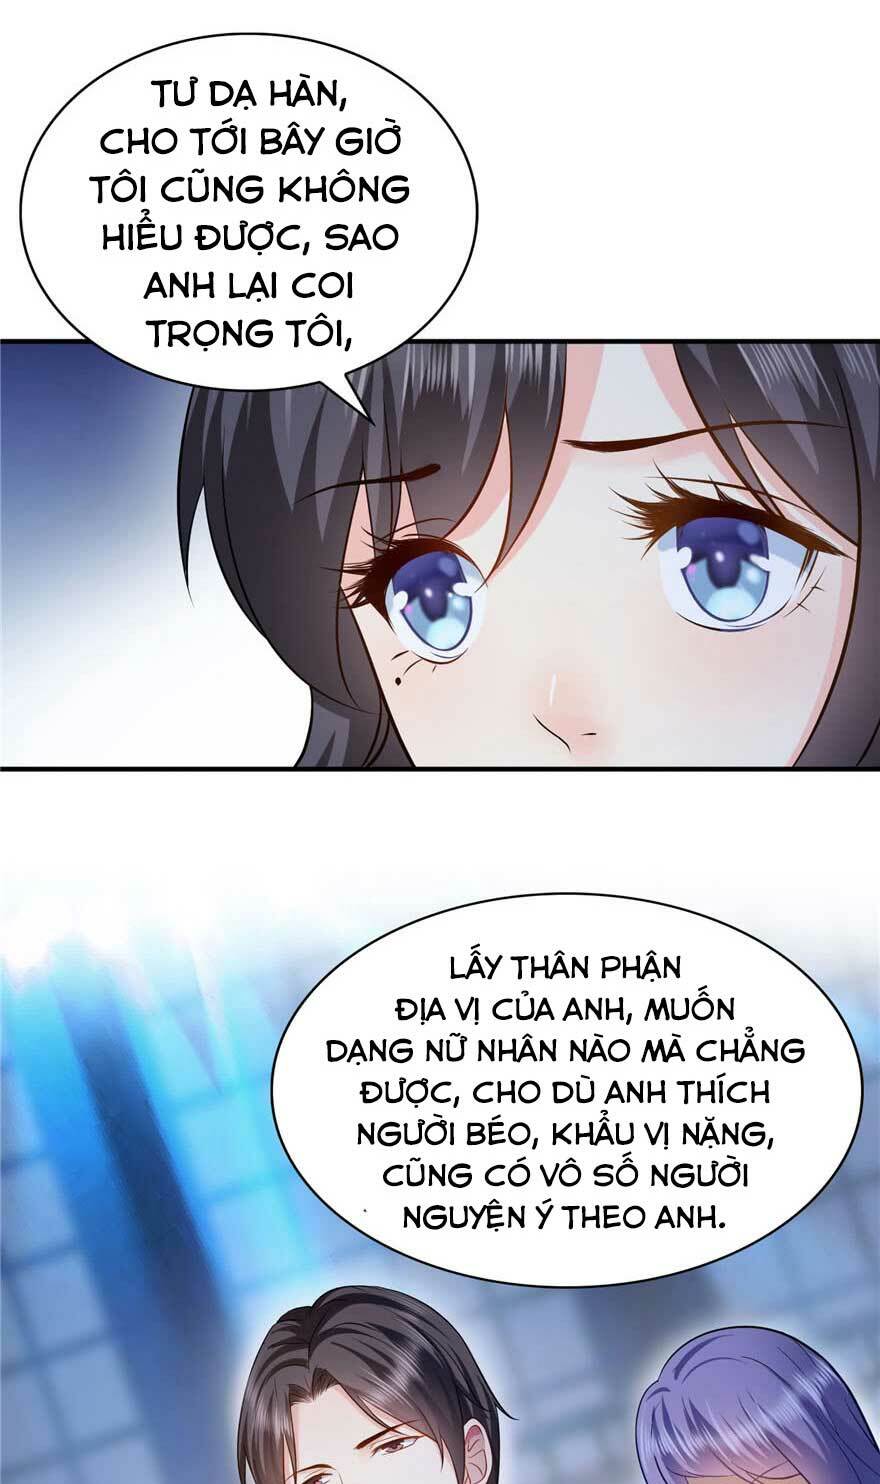 TƯ DẠ HÀN,
CHO TỚI BÂY GIỜ
TÔI CŨNG KHÔNG
HIỂU ĐƯỢC, SAO
ANH LẠI COI
TRỌNG TÔI,
LẤY THÂN PHẬN
ĐỊA VỊ CỦA ANH, MUỐN
DẠNG NỮ NHÂN NÀO MÀ CHẲNG
ĐƯỢC, CHO DÙ ANH THÍCH
NGƯỜI BÉO, KHẨU VỊ NẶNG,
CŨNG CÓ VÔ SỐ NGƯỜI
NGUYỆN Ý THEO ANH.